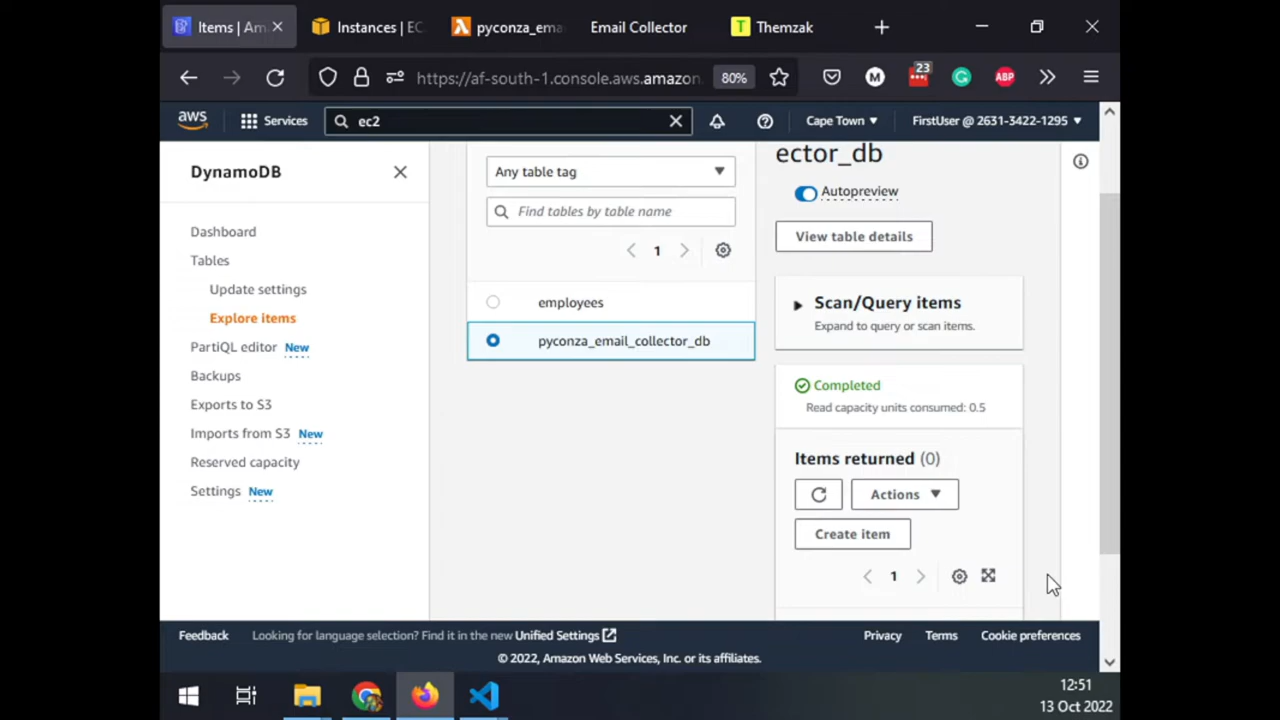 Items | Am
Instances | EC
pyconza_ema
Email Collector
T
Themzak
https://af-south-1.console.aws.amazon.
80%
M
23
G
ABP
aws
Services
ec2
Cape Town
FirstUser @ 2631-3422-1295
DynamoDB
Dashboard
Tables
Update settings
Explore items
PartiQL editor New
Backups
Exports to S3
Imports from S3 New
Reserved capacity
Settings New
Any table tag
Find tables by table name
1
employees
pyconza_email_collector_db
ector_db
Autopreview
View table details
Scan/Query items
Expand to query or scan items.
Completed
Read capacity units consumed: 0.5
Items returned (0)
Actions
Create item
1
Feedback
Looking for language selection? Find it in the new Unified Settings
Privacy
Terms
Cookie preferences
© 2022, Amazon Web Services, Inc. or its affiliates.
12:51
13 Oct 2022